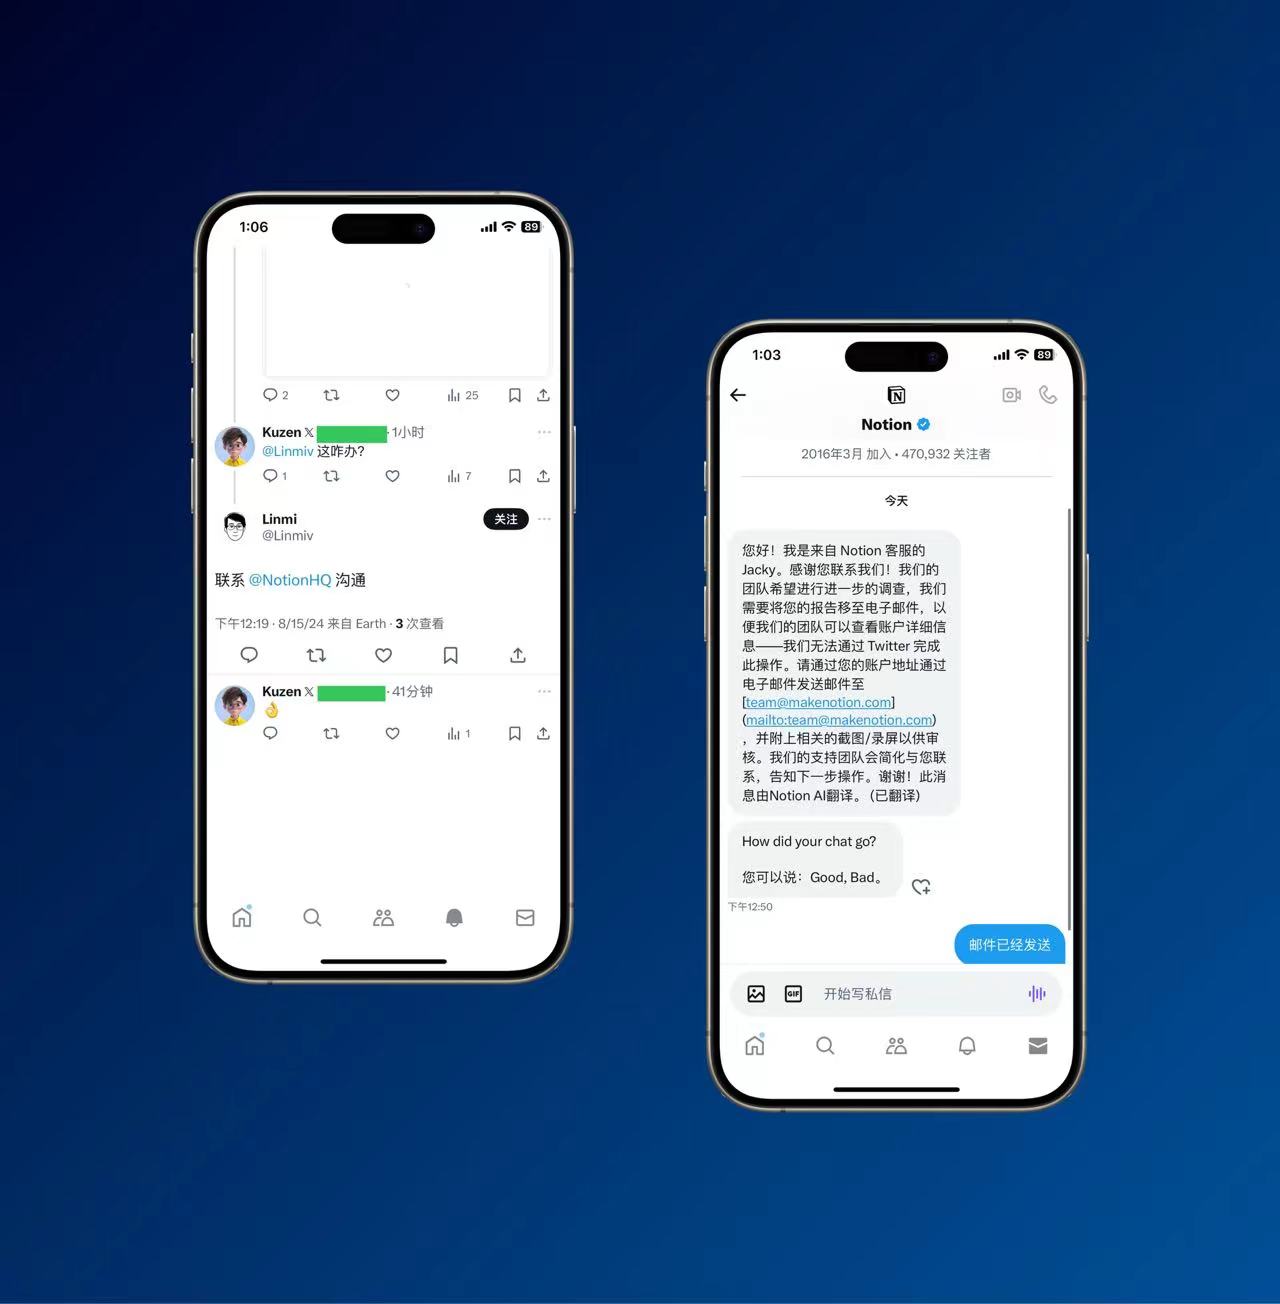 1:06
89
2
25
Kuzen 𝕏 · 1小时
@Linmiv 这咋办?
1
7
Linmi
关注
@Linmiv
联系 @NotionHQ 沟通
下午12:19 · 8/15/24 来自 Earth · 3 次查看
Kuzen 𝕏 · 41分钟
👌
1
1:03
89
N
Notion
2016年3月 加入 • 470,932 关注者
今天
您好！我是来自 Notion 客服的
Jacky。感谢您联系我们！我们的
团队希望进行进一步的调查，我们
需要将您的报告移至电子邮件，以
便我们的团队可以查看账户详细信
息——我们无法通过 Twitter 完成
此操作。请通过您的账户地址通过
电子邮件发送邮件至
[team@makenotion.com]
(mailto:team@makenotion.com)
，并附上相关的截图/录屏以供审
核。我们的支持团队会简化与您联
系，告知下一步操作。谢谢！此消
息由Notion AI翻译。(已翻译)
How did your chat go?
您可以说：Good, Bad。
下午12:50
邮件已经发送
GIF
开始写私信